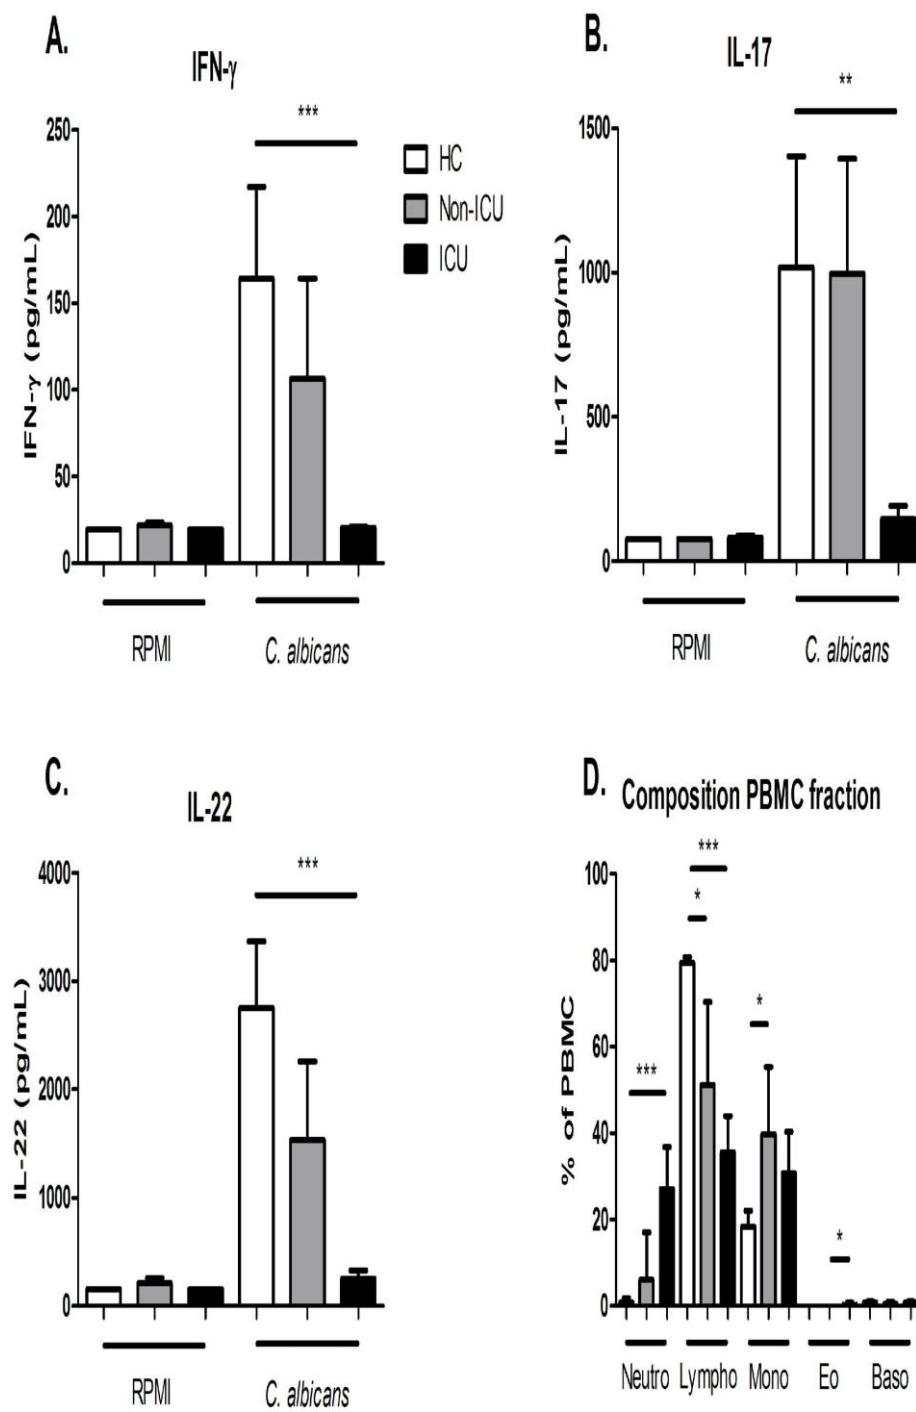 A.
IFN-γ
***
250
200
150
100
50
0
IFN-γ (pg/mL)
RPMI
C. albicans
HC
Non-ICU
ICU
B.
IL-17
**
1500
1000
500
0
IL-17 (pg/mL)
RPMI
C. albicans
C.
IL-22
***
4000
3000
2000
1000
0
IL-22 (pg/mL)
RPMI
C. albicans
D.
Composition PBMC fraction
***
*
*
***
*
100
80
60
40
20
0
% of PBMC
Neutro Lympho Mono Eo Baso